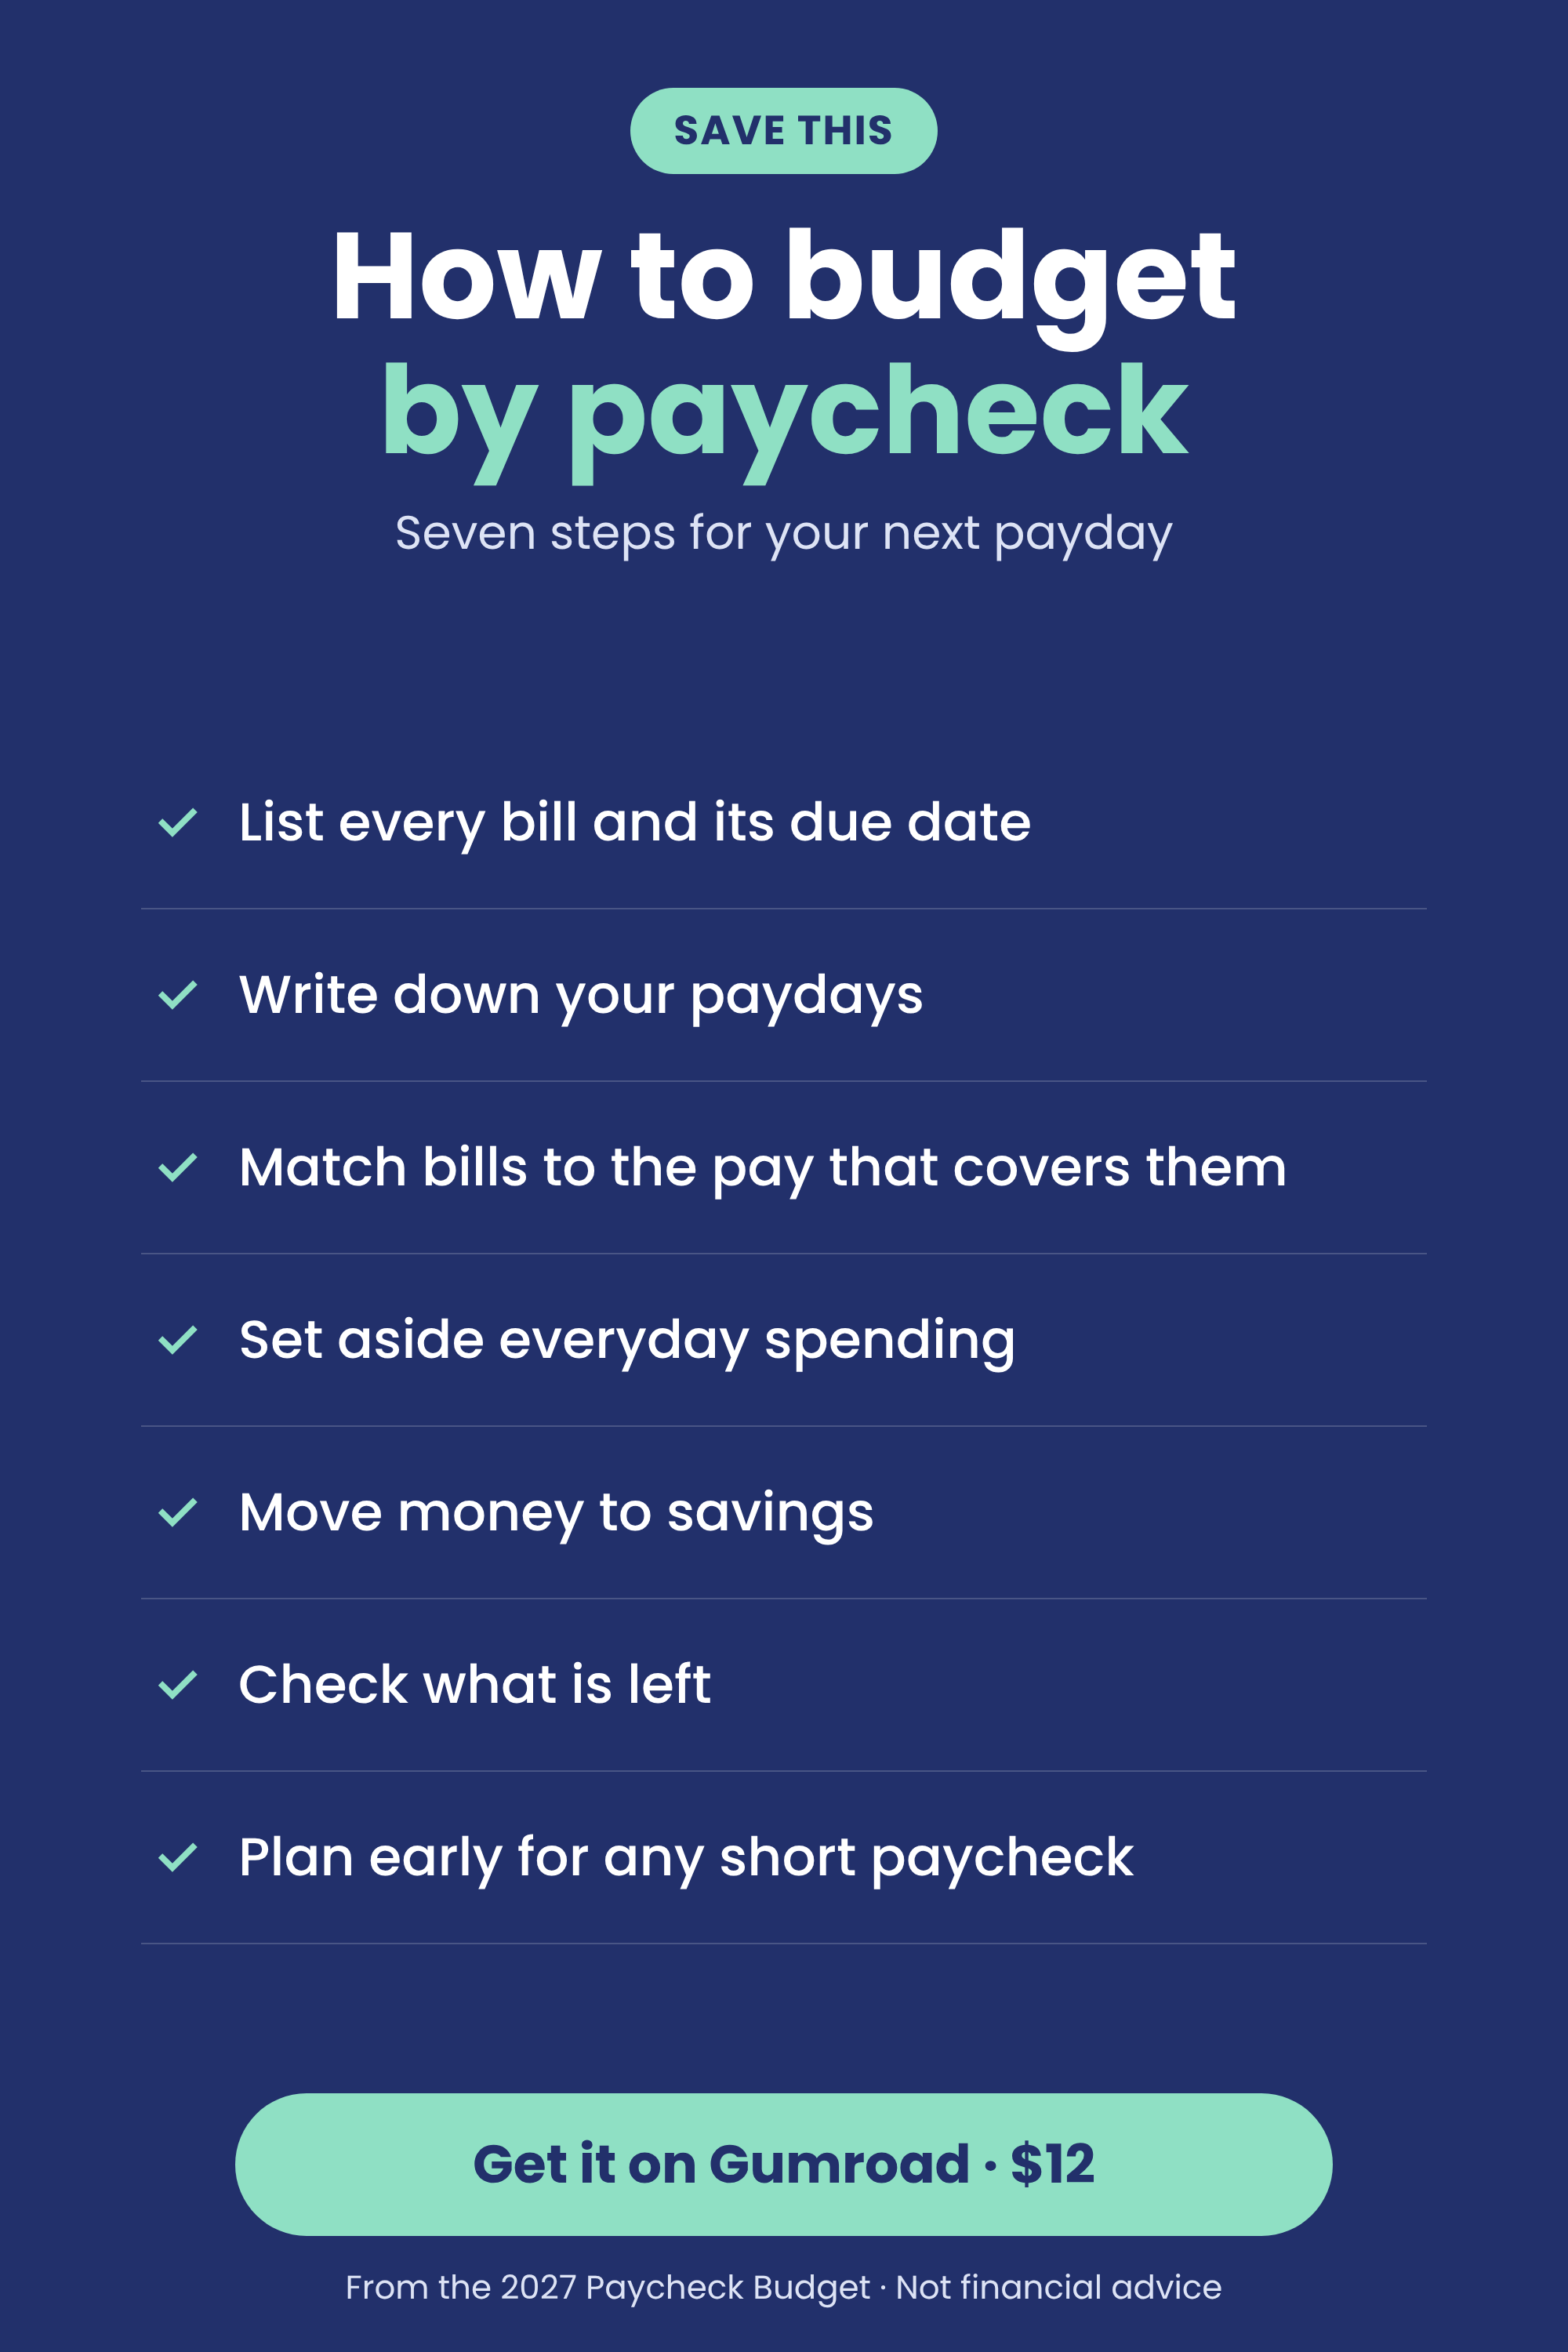 SAVE THIS
How to budget
by paycheck
Seven steps for your next payday
List every bill and its due date
Write down your paydays
Match bills to the pay that covers them
Set aside everyday spending
Move money to savings
Check what is left
Plan early for any short paycheck
Get it on Gumroad · $12
From the 2027 Paycheck Budget · Not financial advice